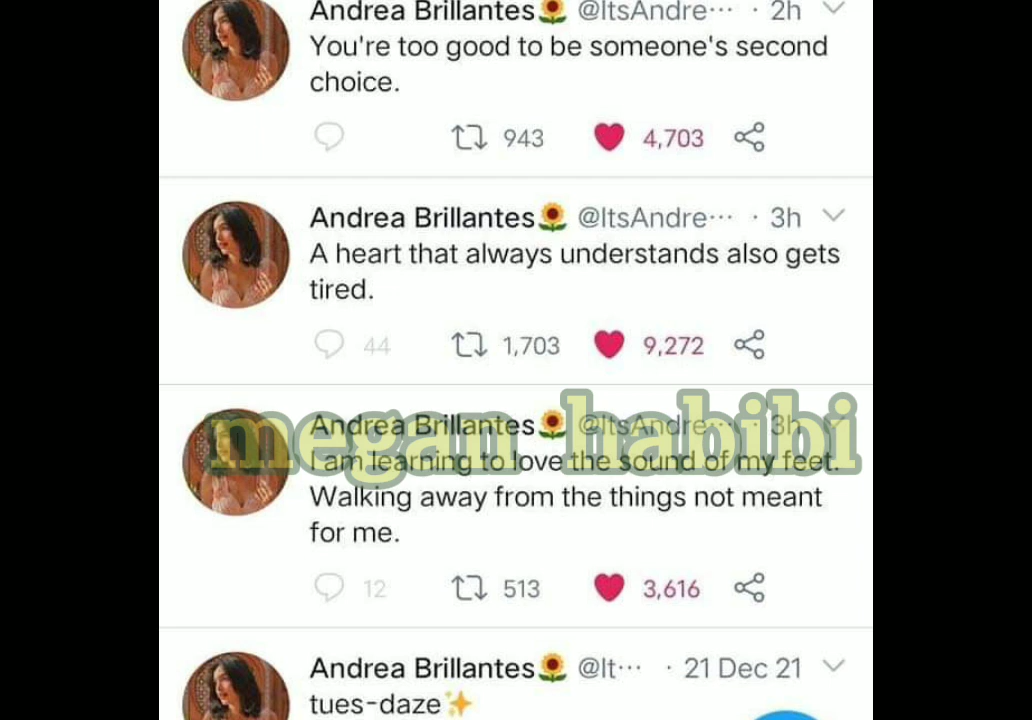 Andrea Brillantes🌻 @ItsAndre… · 2h
You're too good to be someone's second
choice.
943 4,703
Andrea Brillantes🌻 @ItsAndre… · 3h
A heart that always understands also gets
tired.
44 1,703 9,272
megan habibi
Andrea Brillantes🌻 @ItsAndre… · 3h
I am learning to love the sound of my feet.
Walking away from the things not meant
for me.
12 513 3,616
Andrea Brillantes🌻 @It… · 21 Dec 21
tues-daze✨